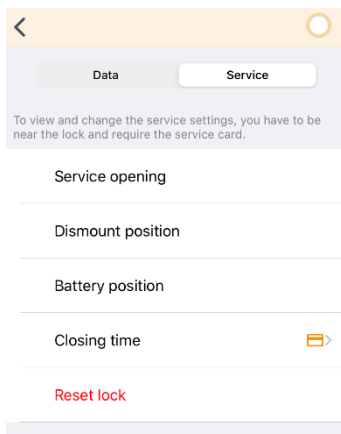 Data
Service
To view and change the service settings, you have to be
near the lock and require the service card.
Service opening
Dismount position
Battery position
Closing time
Reset lock